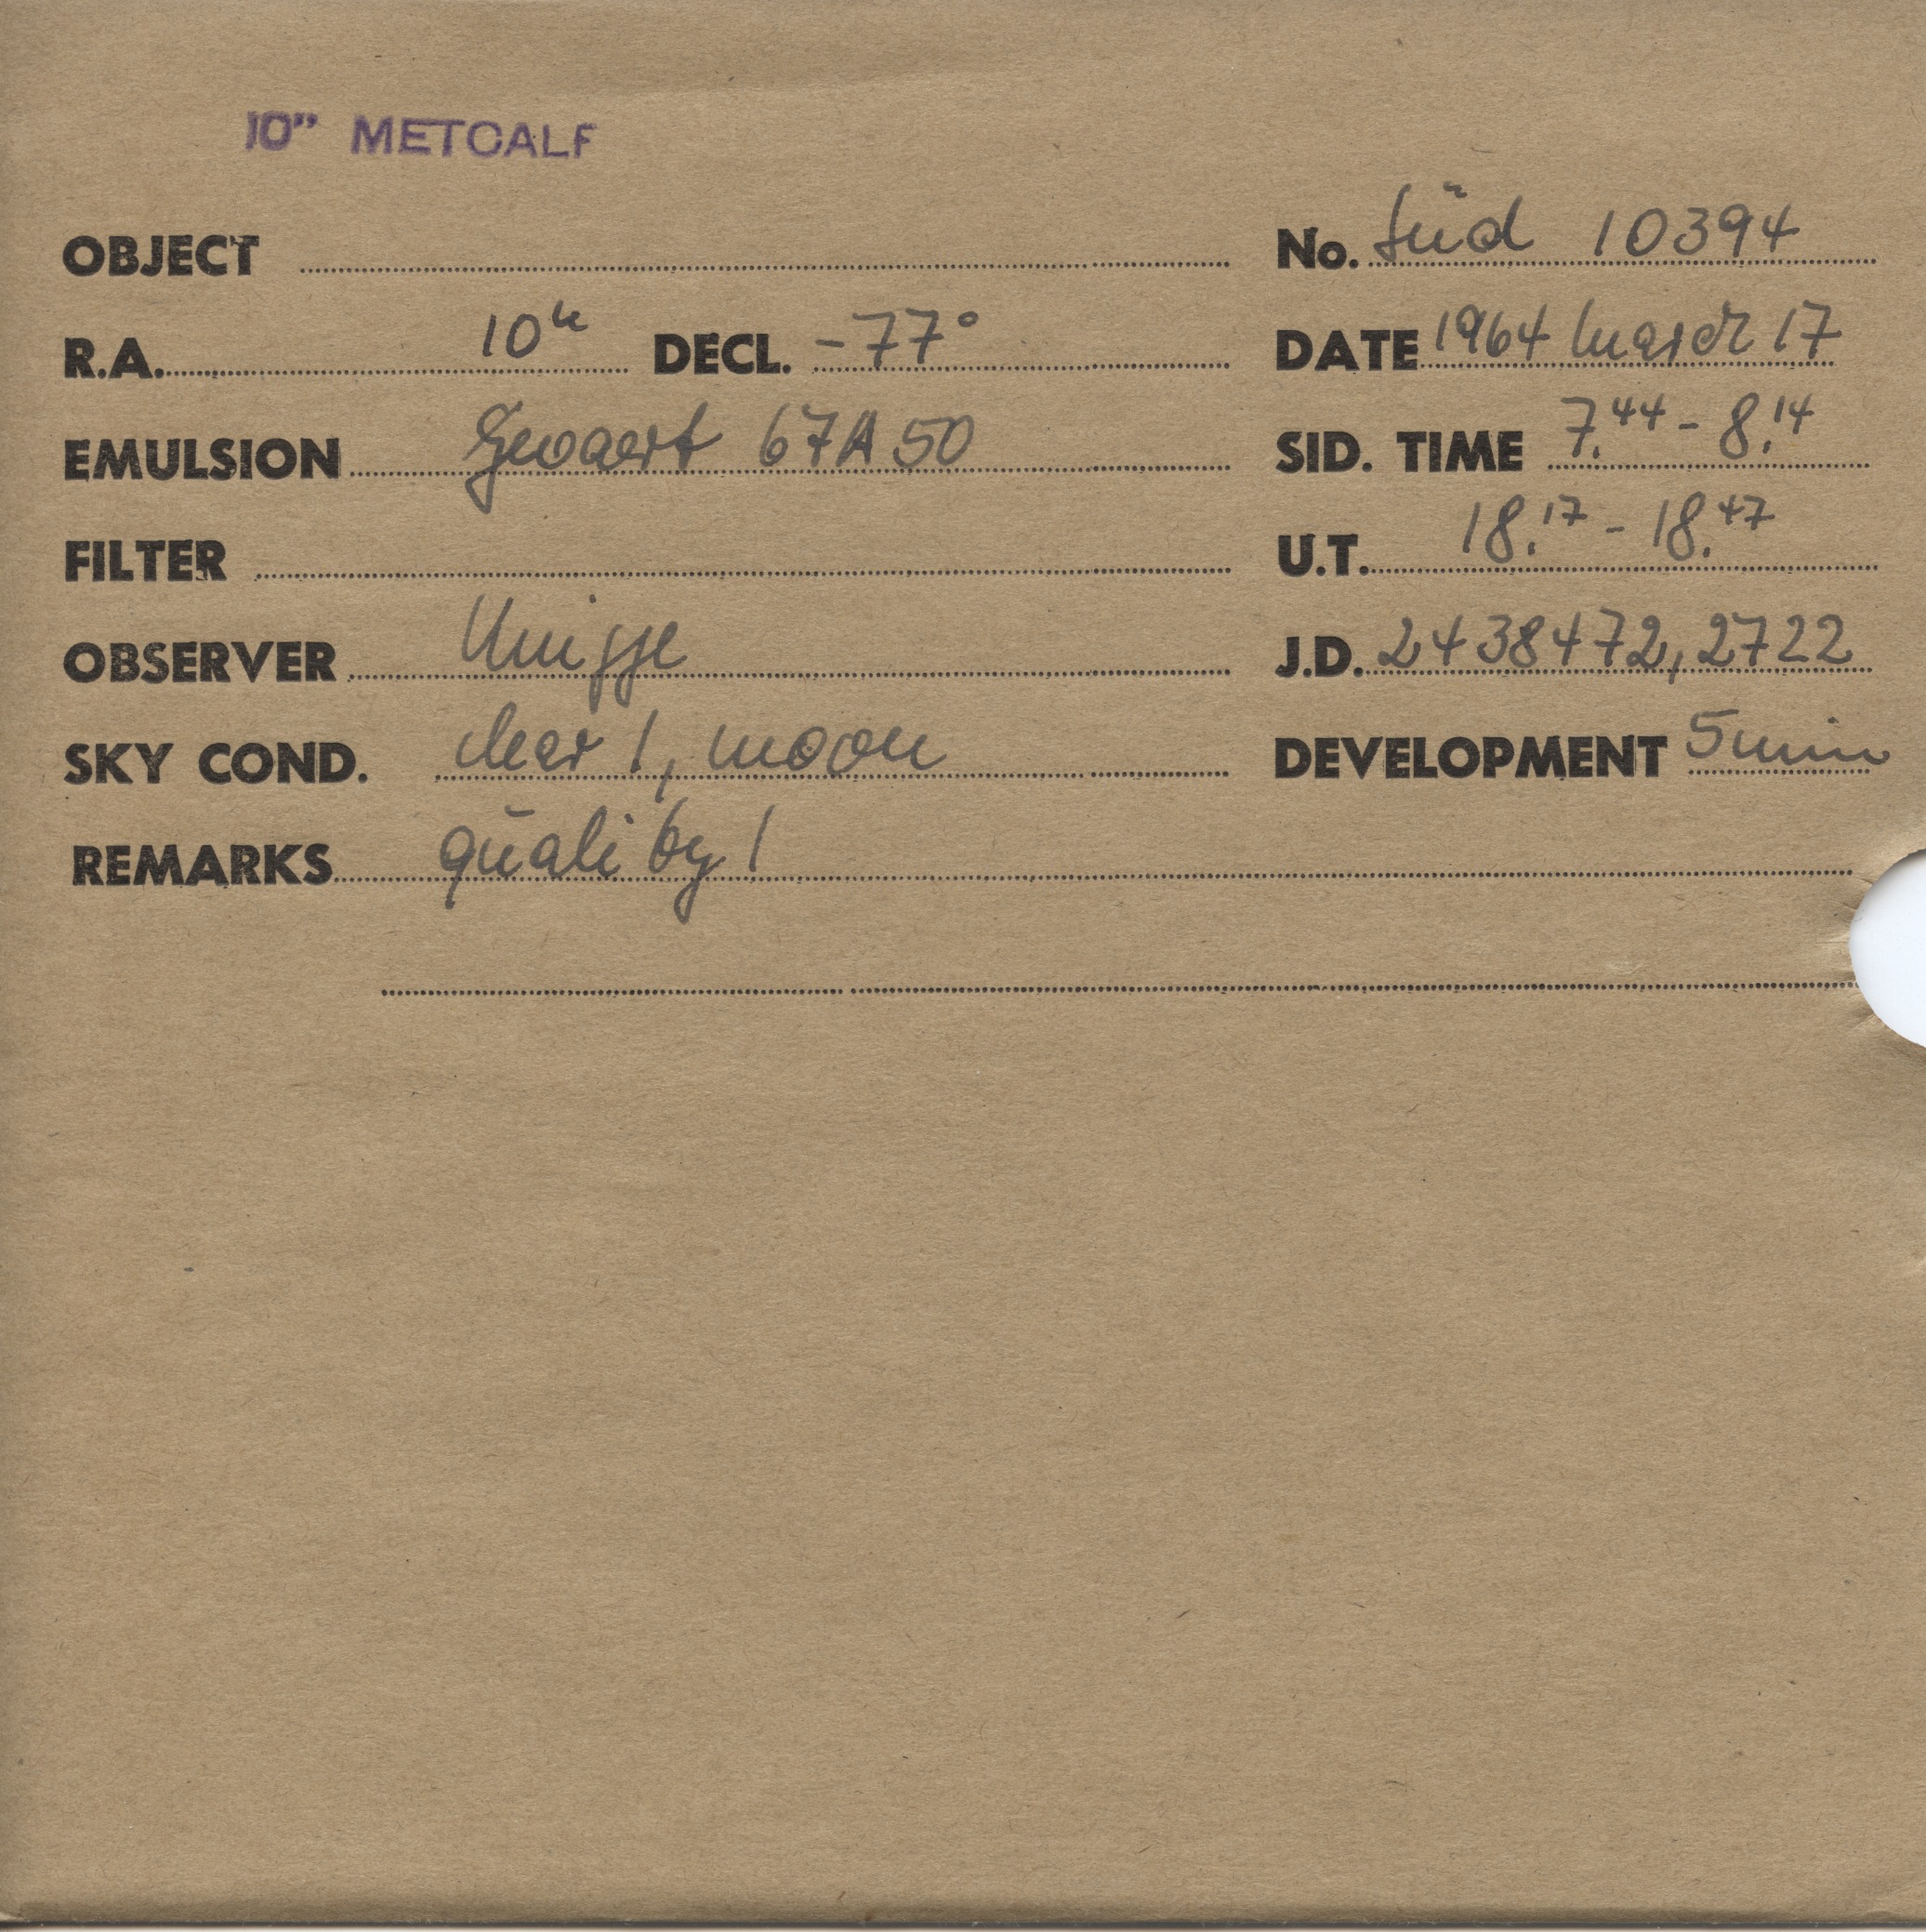 10" METCALF
OBJECT No. Süd 10394
R.A. 10h DECL. -77°
DATE 1964 March 17
EMULSION Gevaert 67A50
SID. TIME 7.44 - 8.14
FILTER
U.T. 18.17 - 18.47
OBSERVER
J.D. 2438472,2722
SKY COND. clear 1, moon
DEVELOPMENT 5 min
REMARKS quality 1